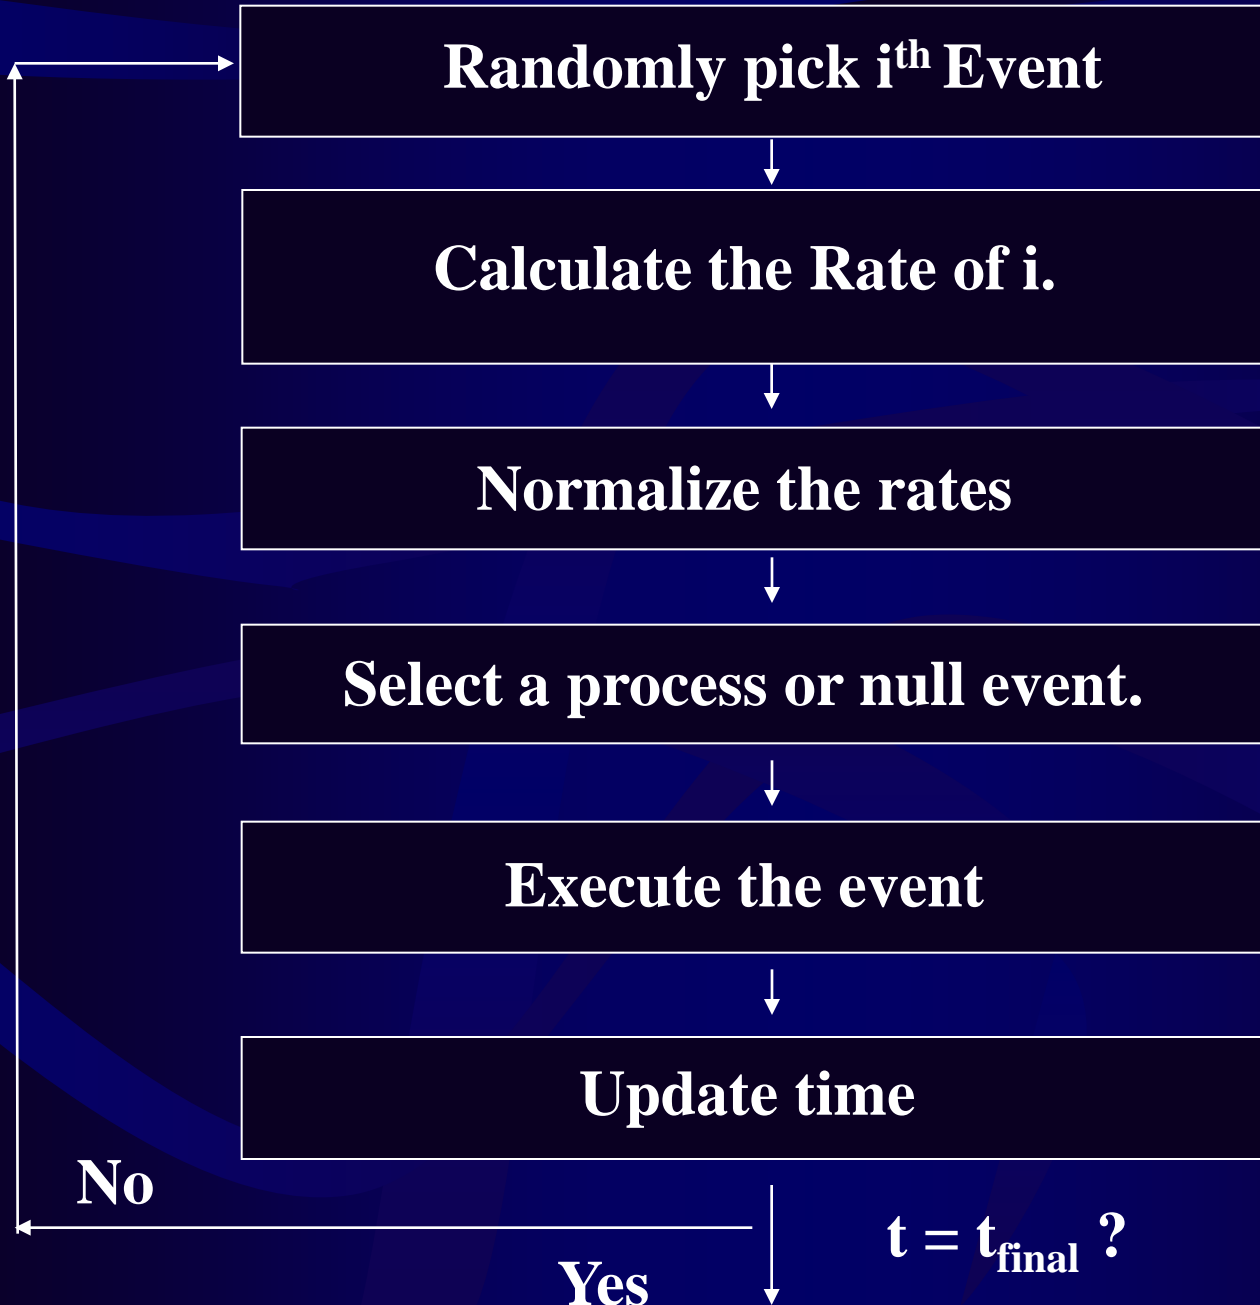 Randomly pick iᵗʰ Event
Calculate the Rate of i.
Normalize the rates
Select a process or null event.
Execute the event
Update time
No
t = t_final ?
Yes